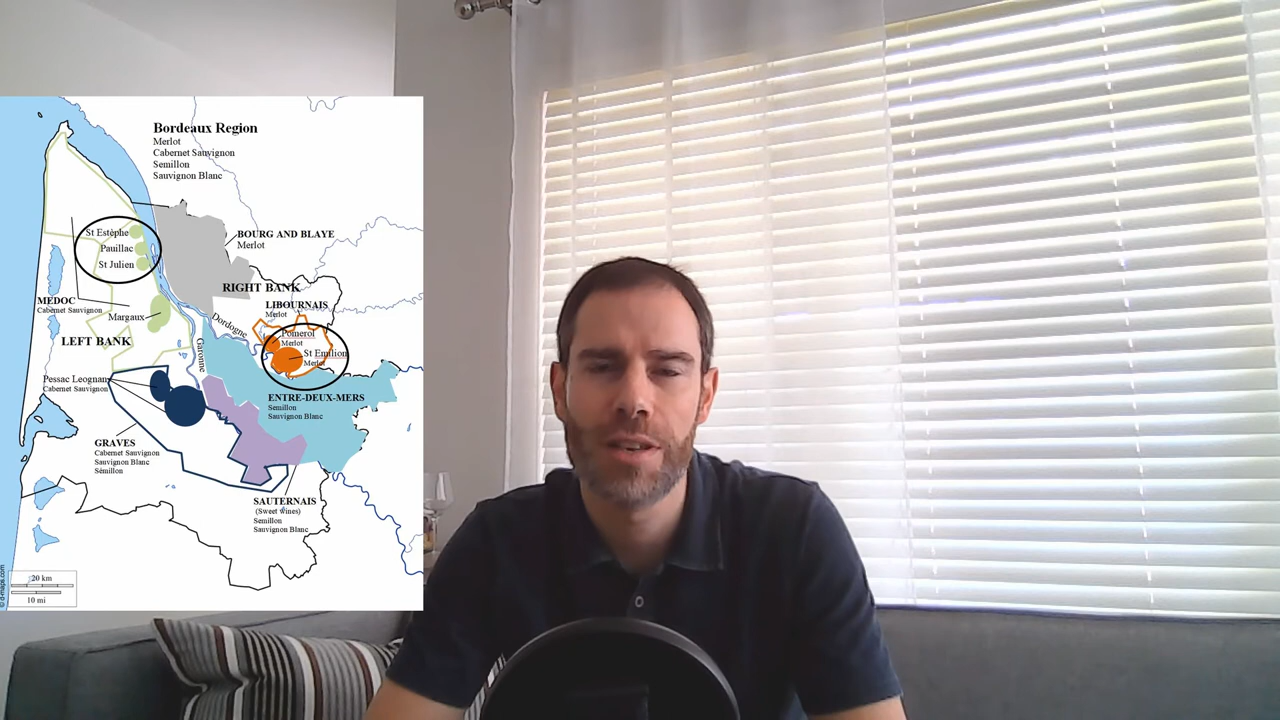 Bordeaux Region
Merlot
Cabernet Sauvignon
Semillon
Sauvignon Blanc
St Estèphe
Pauillac
St Julien
BOURG AND BLAYE
Merlot
RIGHT BANK
MEDOC
Cabernet Sauvignon
LIBOURNAIS
Merlot
Margaux
Dordogne
Pomerol
Merlot
LEFT BANK
Garonne
St Emilion
Merlot
Pessac Leognan
Cabernet Sauvignon
ENTRE-DEUX-MERS
Semillon
Sauvignon Blanc
GRAVES
Cabernet Sauvignon
Sauvignon Blanc
Sémillon
SAUTERNAIS
(Sweet wines)
Semillon
Sauvignon Blanc
20 km
10 mi
© d-maps.com